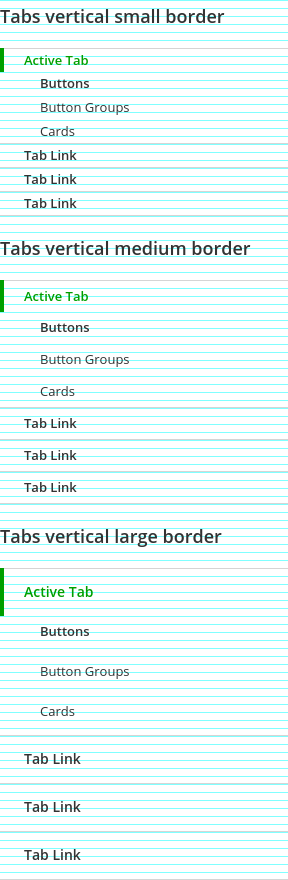 Tabs vertical small border
Active Tab
Buttons
Button Groups
Cards
Tab Link
Tab Link
Tab Link
Tabs vertical medium border
Active Tab
Buttons
Button Groups
Cards
Tab Link
Tab Link
Tab Link
Tabs vertical large border
Active Tab
Buttons
Button Groups
Cards
Tab Link
Tab Link
Tab Link